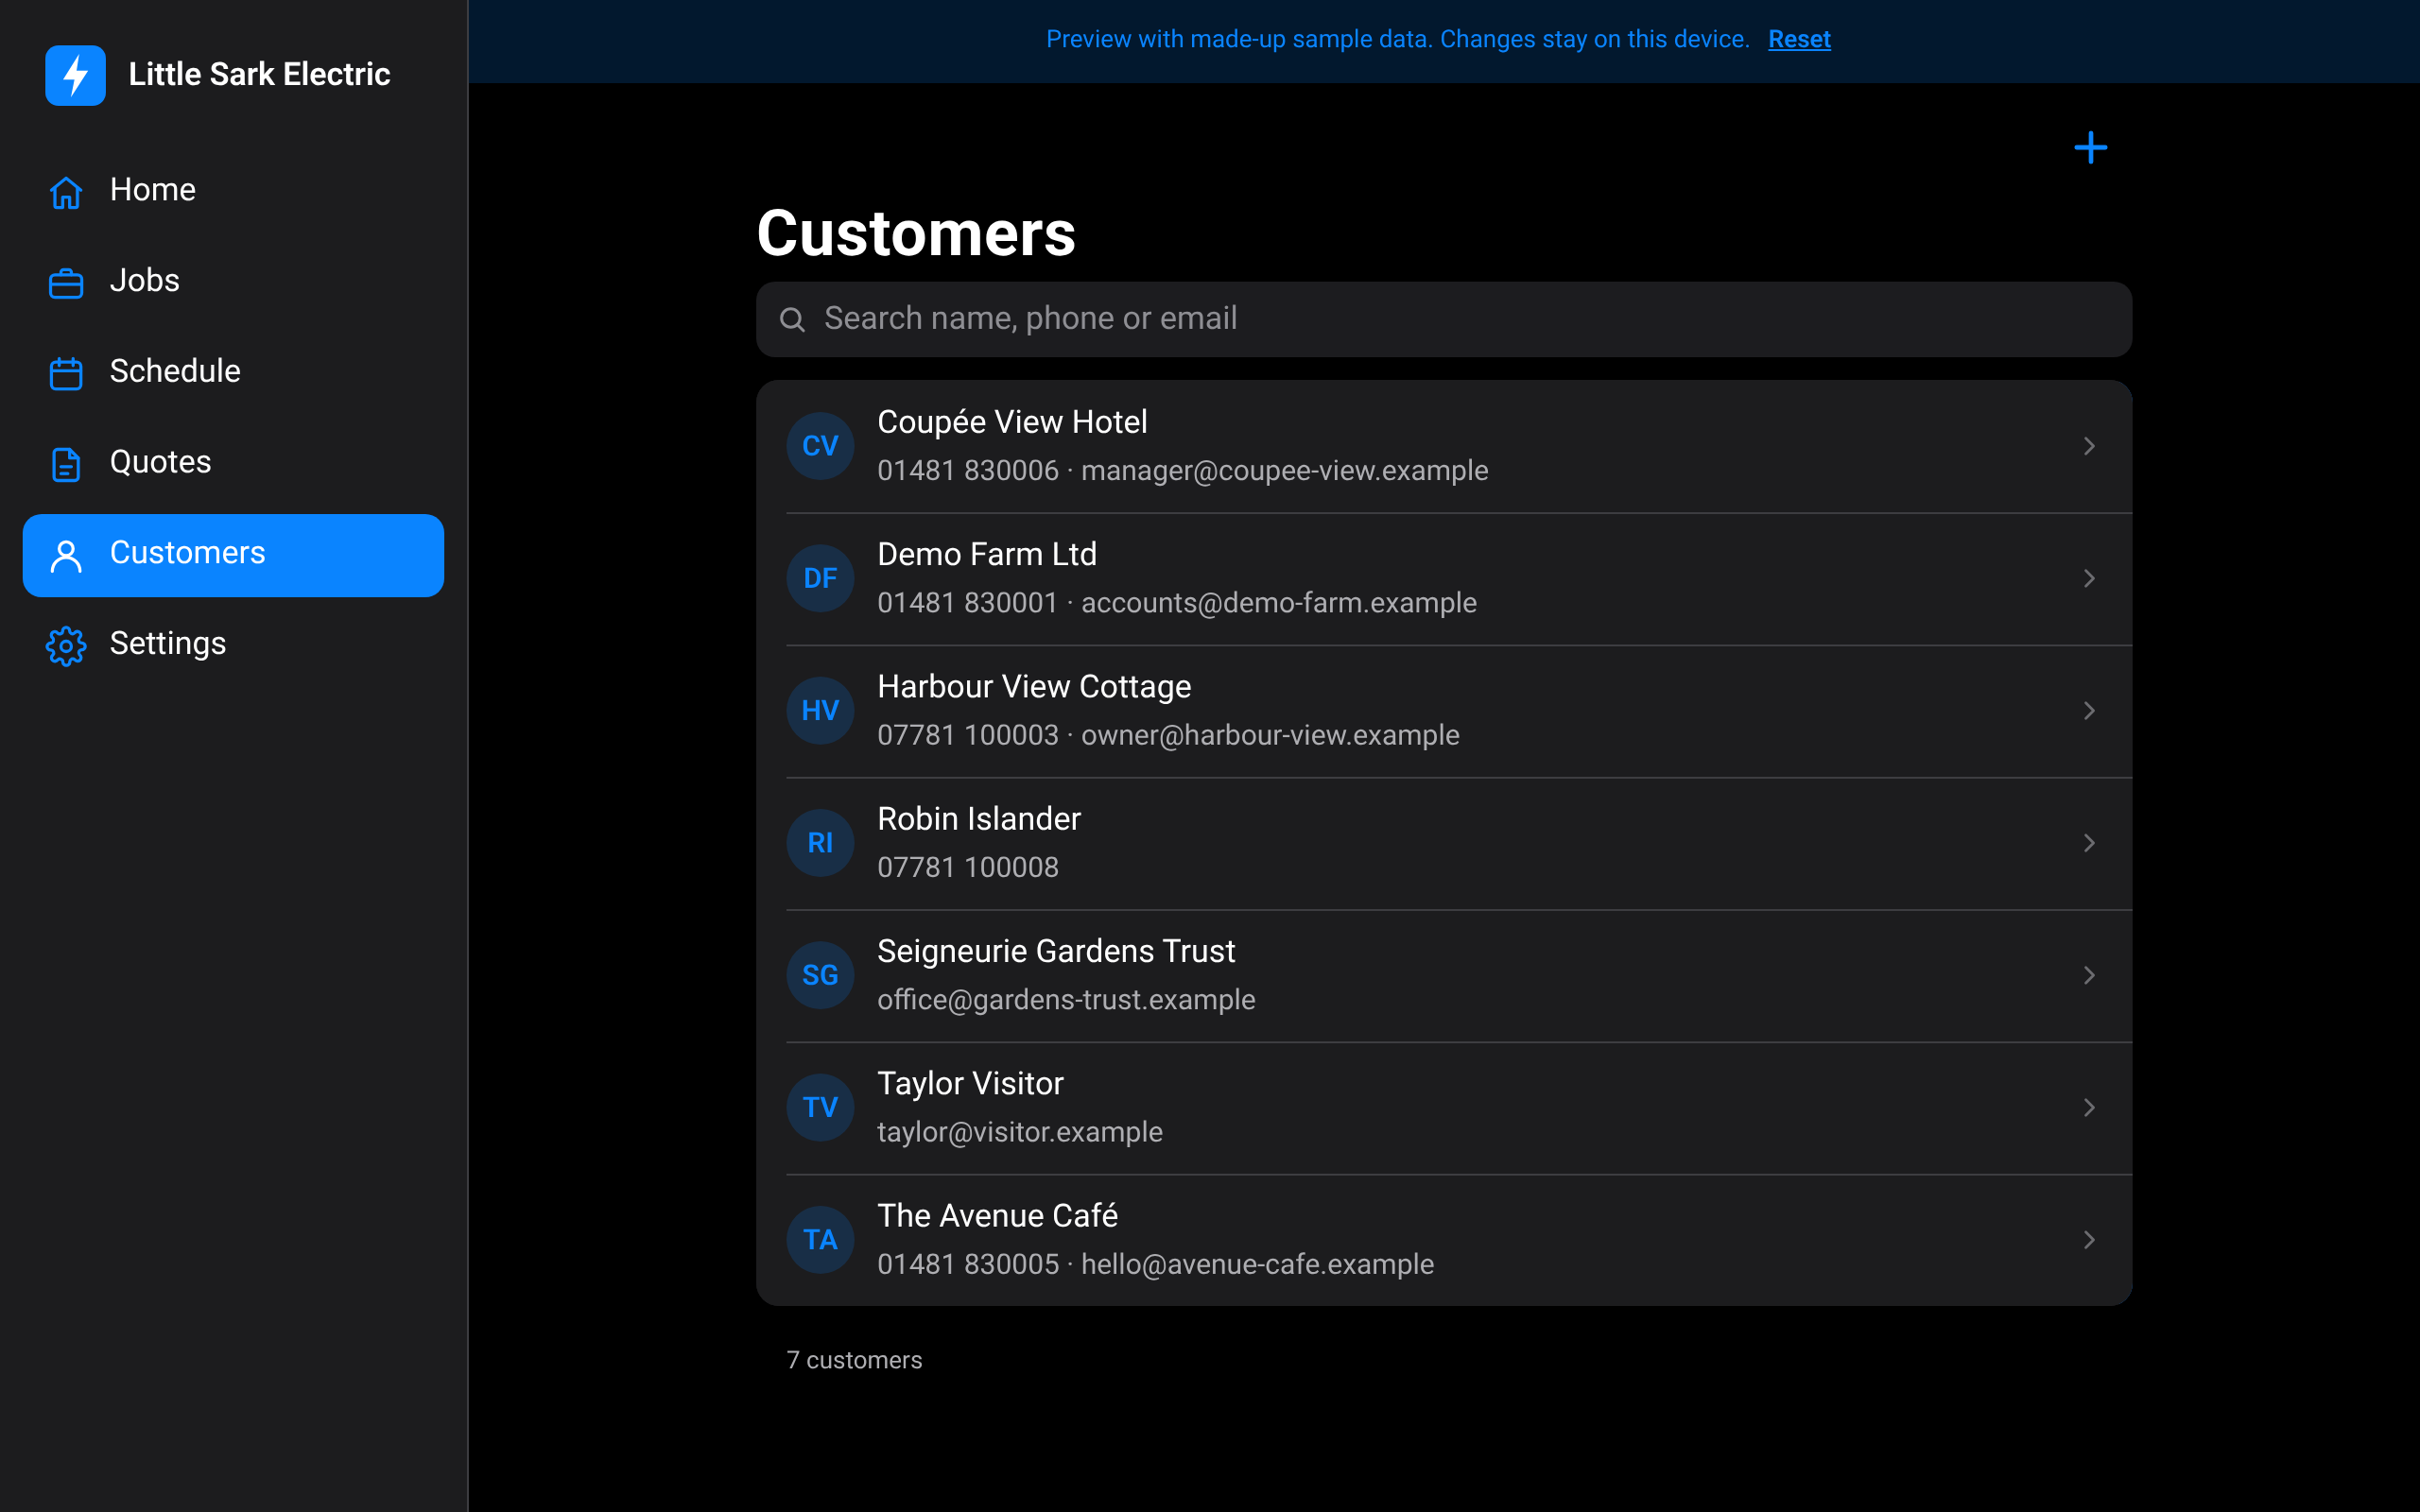 Little Sark Electric
Home
Jobs
Schedule
Quotes
Customers
Settings
Preview with made-up sample data. Changes stay on this device. Reset
Customers
Search name, phone or email
CV
Coupée View Hotel
01481 830006 · manager@coupee-view.example
DF
Demo Farm Ltd
01481 830001 · accounts@demo-farm.example
HV
Harbour View Cottage
07781 100003 · owner@harbour-view.example
RI
Robin Islander
07781 100008
SG
Seigneurie Gardens Trust
office@gardens-trust.example
TV
Taylor Visitor
taylor@visitor.example
TA
The Avenue Café
01481 830005 · hello@avenue-cafe.example
7 customers